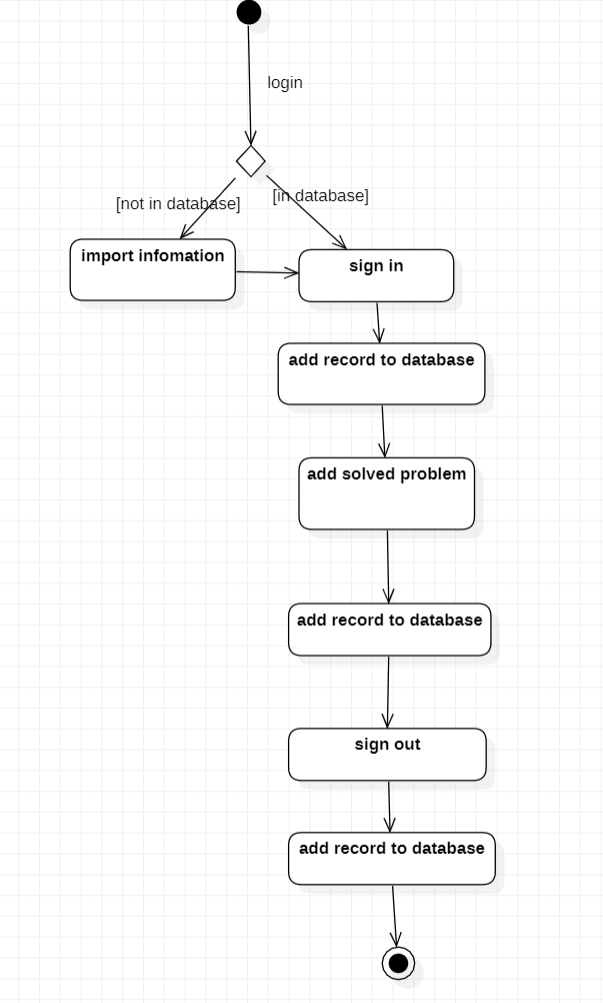 login
[not in database]
[in database]
import infomation
sign in
add record to database
add solved problem
add record to database
sign out
add record to database